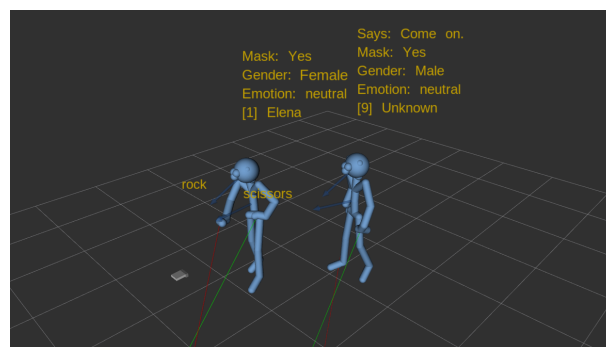 Mask: Yes
Gender: Female
Emotion: neutral
[1] Elena
Says: Come on.
Mask: Yes
Gender: Male
Emotion: neutral
[9] Unknown
rock
scissors